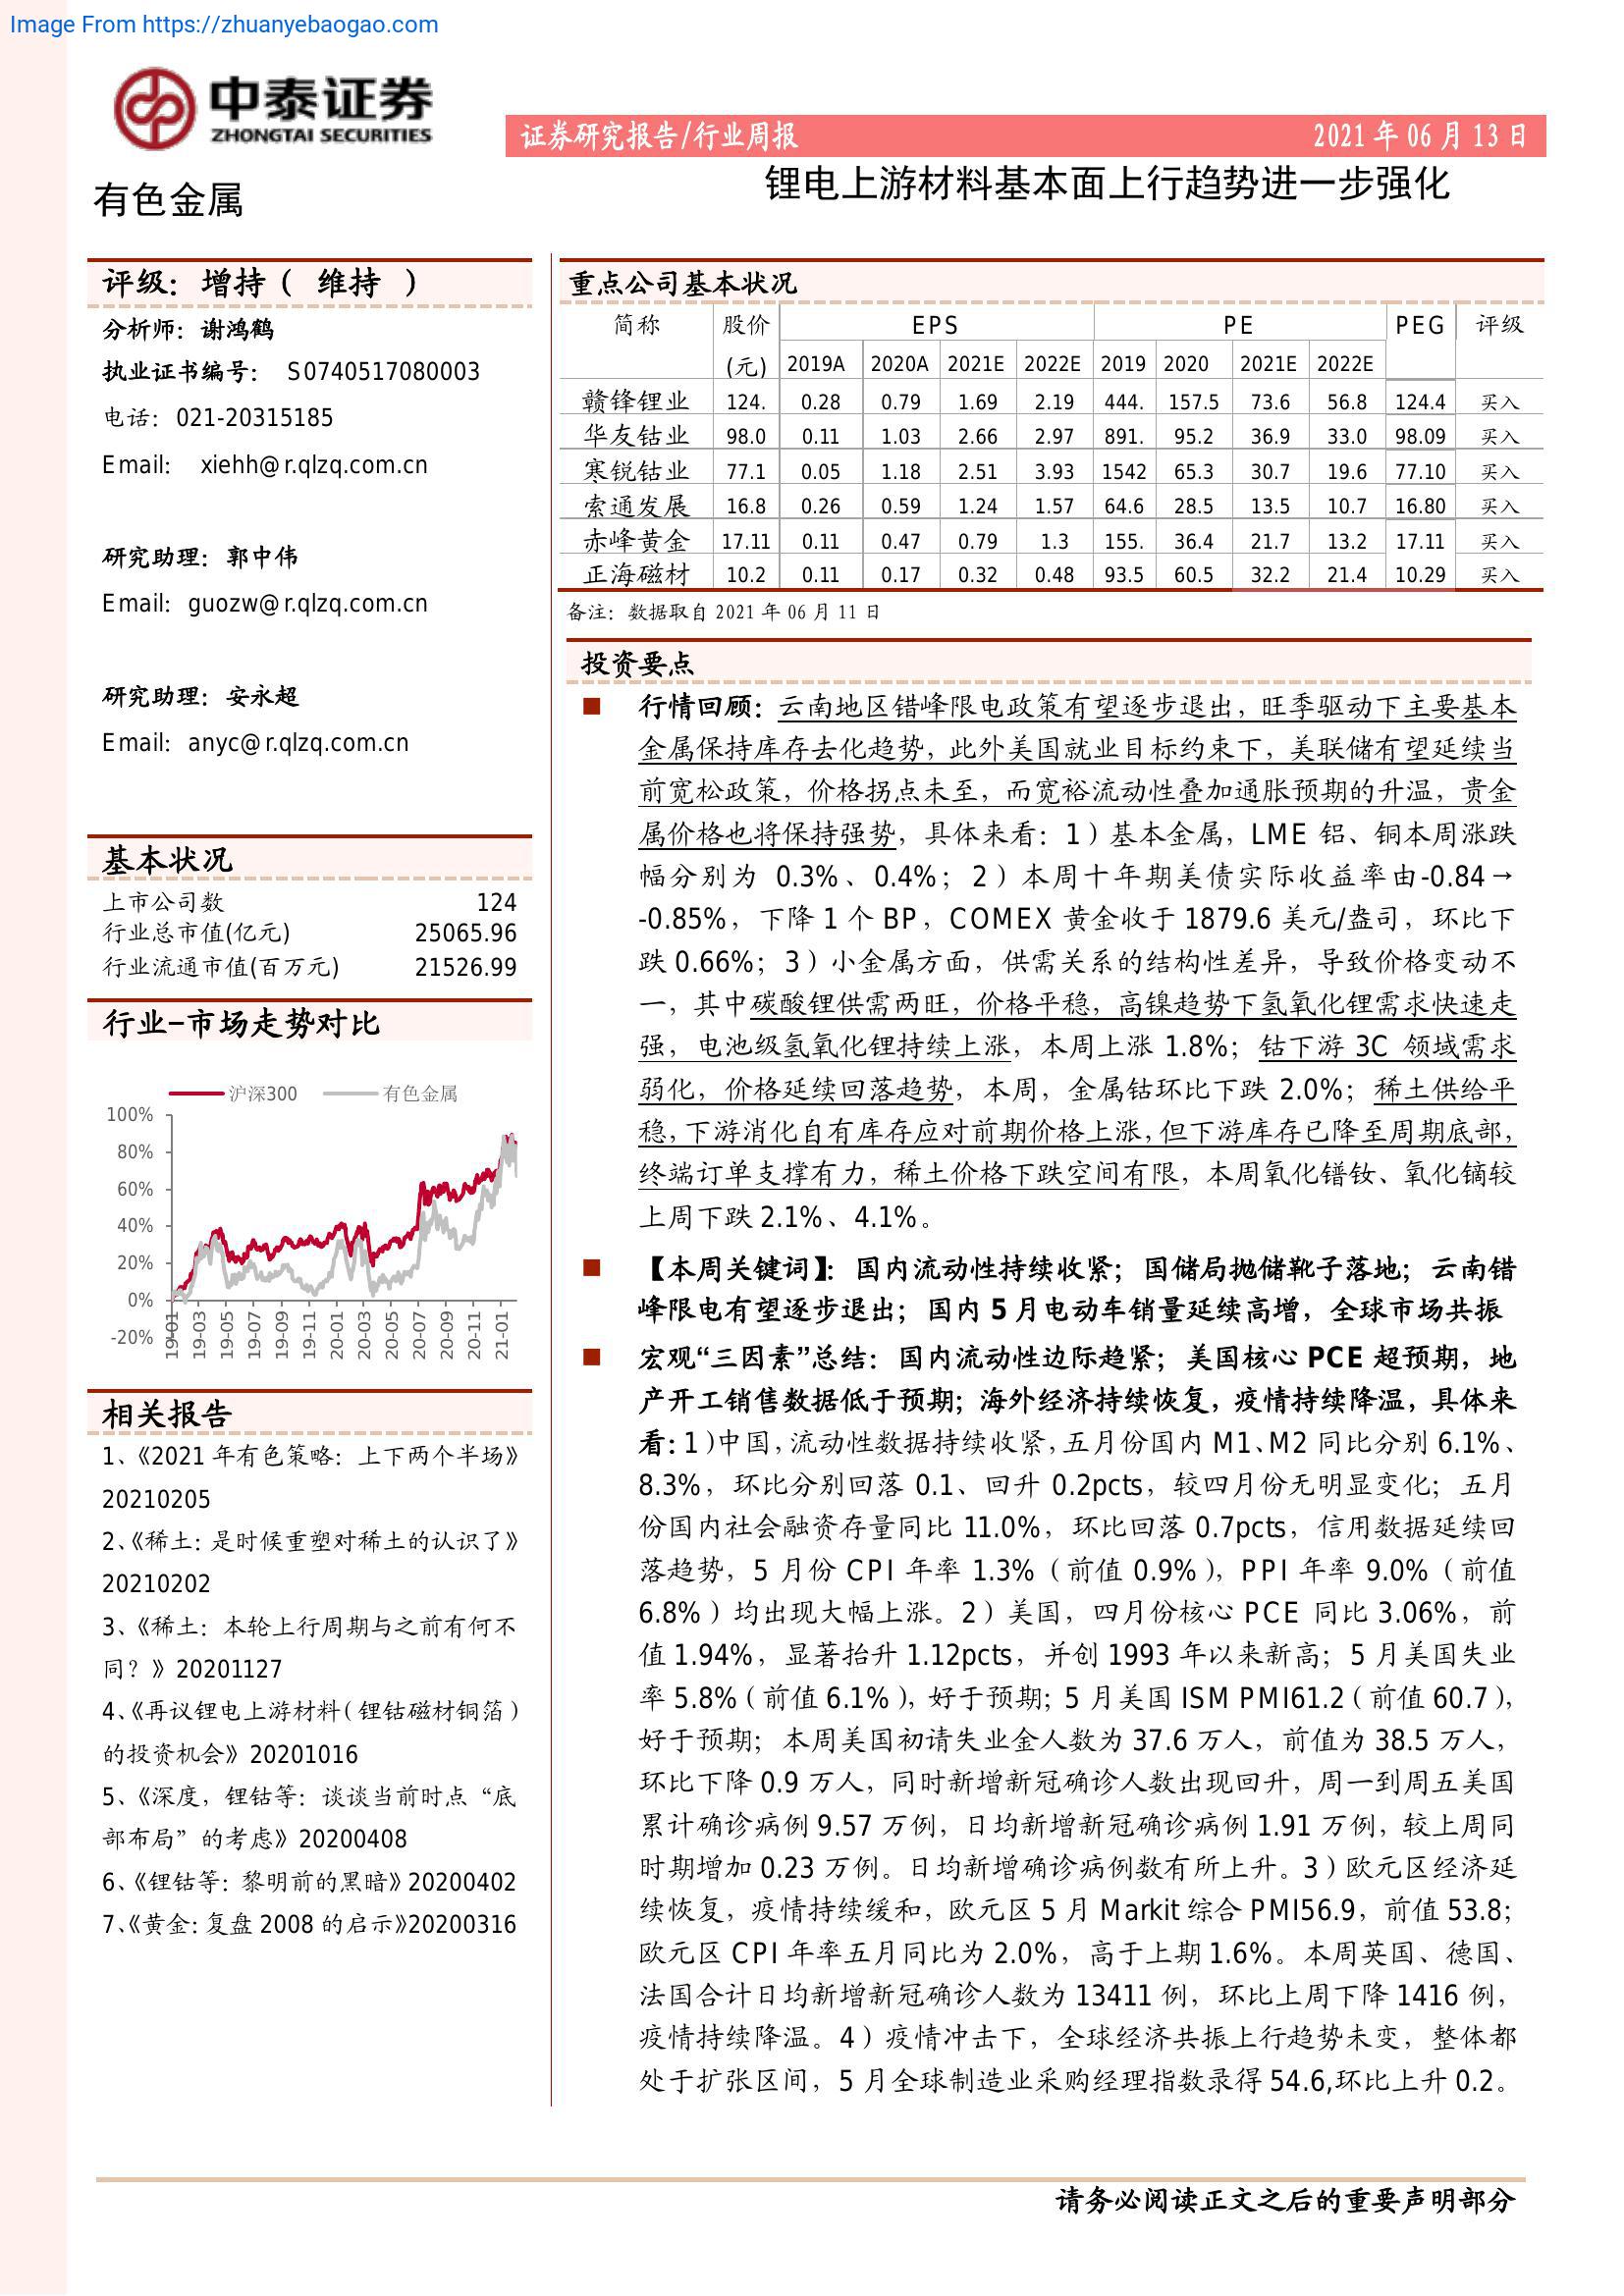 Image From https://zhuanyebaogao.com
中泰证券
ZHONGTAI SECURITIES
证券研究报告/行业周报 2021 年 06 月 13 日
有色金属
锂电上游材料基本面上行趋势进一步强化
评级：增持（ 维持 ）
分析师：谢鸿鹤
执业证书编号： S0740517080003
电话：021-20315185
Email: xiehh@r.qlzq.com.cn
研究助理：郭中伟
Email: guozw@r.qlzq.com.cn
研究助理：安永超
Email: anyc@r.qlzq.com.cn
基本状况
上市公司数 124
行业总市值(亿元) 25065.96
行业流通市值(百万元) 21526.99
行业-市场走势对比
沪深300 有色金属
100%
80%
60%
40%
20%
0%
-20%
19-01 19-03 19-05 19-07 19-09 19-11 20-01 20-03 20-05 20-07 20-09 20-11 21-01
相关报告
1、《2021 年有色策略：上下两个半场》
20210205
2、《稀土：是时候重塑对稀土的认识了》
20210202
3、《稀土：本轮上行周期与之前有何不
同？》20201127
4、《再议锂电上游材料（锂钴磁材铜箔）
的投资机会》20201016
5、《深度，锂钴等：谈谈当前时点“底
部布局”的考虑》20200408
6、《锂钴等：黎明前的黑暗》20200402
7、《黄金：复盘 2008 的启示》20200316
重点公司基本状况
简称 股价 EPS PE PEG 评级
(元) 2019A 2020A 2021E 2022E 2019 2020 2021E 2022E
赣锋锂业 124. 0.28 0.79 1.69 2.19 444. 157.5 73.6 56.8 124.4 买入
华友钴业 98.0 0.11 1.03 2.66 2.97 891. 95.2 36.9 33.0 98.09 买入
寒锐钴业 77.1 0.05 1.18 2.51 3.93 1542 65.3 30.7 19.6 77.10 买入
索通发展 16.8 0.26 0.59 1.24 1.57 64.6 28.5 13.5 10.7 16.80 买入
赤峰黄金 17.11 0.11 0.47 0.79 1.3 155. 36.4 21.7 13.2 17.11 买入
正海磁材 10.2 0.11 0.17 0.32 0.48 93.5 60.5 32.2 21.4 10.29 买入
备注：数据取自 2021 年 06 月 11 日
投资要点
■ 行情回顾：云南地区错峰限电政策有望逐步退出，旺季驱动下主要基本
金属保持库存去化趋势，此外美国就业目标约束下，美联储有望延续当
前宽松政策，价格拐点未至，而宽裕流动性叠加通胀预期的升温，贵金
属价格也将保持强势，具体来看：1）基本金属，LME 铝、铜本周涨跌
幅分别为 0.3%、0.4%；2）本周十年期美债实际收益率由-0.84→
-0.85%，下降 1 个 BP，COMEX 黄金收于 1879.6 美元/盎司，环比下
跌 0.66%；3）小金属方面，供需关系的结构性差异，导致价格变动不
一，其中碳酸锂供需两旺，价格平稳，高镍趋势下氢氧化锂需求快速走
强，电池级氢氧化锂持续上涨，本周上涨 1.8%；钴下游 3C 领域需求
弱化，价格延续回落趋势，本周，金属钴环比下跌 2.0%；稀土供给平
稳，下游消化自有库存应对前期价格上涨，但下游库存已降至周期底部，
终端订单支撑有力，稀土价格下跌空间有限，本周氧化镨钕、氧化镝较
上周下跌 2.1%、4.1%。
■ 【本周关键词】：国内流动性持续收紧；国储局抛储靴子落地；云南错
峰限电有望逐步退出；国内 5 月电动车销量延续高增，全球市场共振
■ 宏观“三因素”总结：国内流动性边际趋紧；美国核心 PCE 超预期，地
产开工销售数据低于预期；海外经济持续恢复，疫情持续降温，具体来
看：1）中国，流动性数据持续收紧，五月份国内 M1、M2 同比分别 6.1%、
8.3%，环比分别回落 0.1、回升 0.2pcts，较四月份无明显变化；五月
份国内社会融资存量同比 11.0%，环比回落 0.7pcts，信用数据延续回
落趋势，5 月份 CPI 年率 1.3%（前值 0.9%），PPI 年率 9.0%（前值
6.8%）均出现大幅上涨。2）美国，四月份核心 PCE 同比 3.06%，前
值 1.94%，显著抬升 1.12pcts，并创 1993 年以来新高；5 月美国失业
率 5.8%（前值 6.1%），好于预期；5 月美国 ISM PMI61.2（前值 60.7），
好于预期；本周美国初请失业金人数为 37.6 万人，前值为 38.5 万人，
环比下降 0.9 万人，同时新增新冠确诊人数出现回升，周一到周五美国
累计确诊病例 9.57 万例，日均新增新冠确诊病例 1.91 万例，较上周同
时期增加 0.23 万例。日均新增确诊病例数有所上升。3）欧元区经济延
续恢复，疫情持续缓和，欧元区 5 月 Markit 综合 PMI56.9，前值 53.8；
欧元区 CPI 年率五月同比为 2.0%，高于上期 1.6%。本周英国、德国、
法国合计日均新增新冠确诊人数为 13411 例，环比上周下降 1416 例，
疫情持续降温。4）疫情冲击下，全球经济共振上行趋势未变，整体都
处于扩张区间，5 月全球制造业采购经理指数录得 54.6,环比上升 0.2。
请务必阅读正文之后的重要声明部分